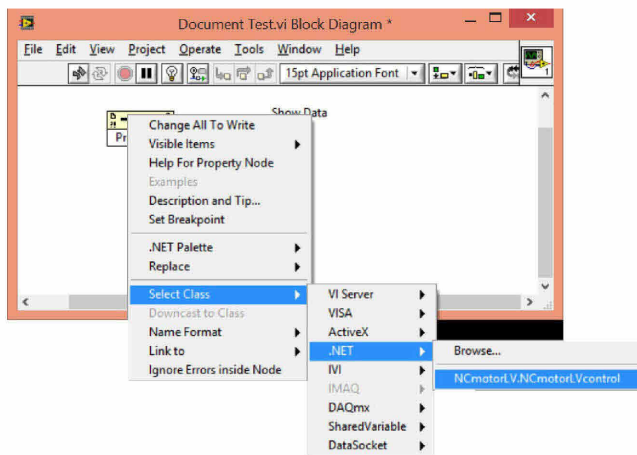 Document Test.vi Block Diagram *
File Edit View Project Operate Tools Window Help
15pt Application Font
1
Show Data
Pr
Change All To Write
Visible Items
Help For Property Node
Examples
Description and Tip...
Set Breakpoint
.NET Palette
Replace
Select Class
Downcast to Class
Name Format
Link to
Ignore Errors inside Node
VI Server
VISA
ActiveX
.NET
IVI
IMAQ
DAQmx
SharedVariable
DataSocket
Browse...
NCmotorLV.NCmotorLVcontrol